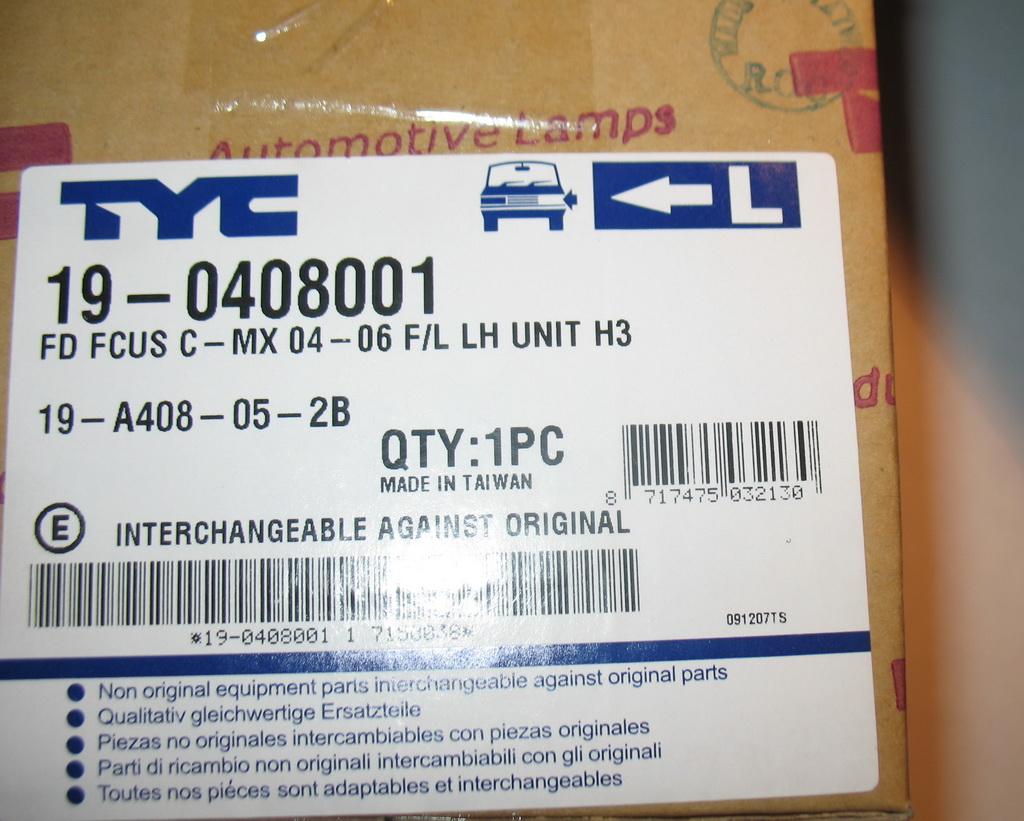 Automotive Lamps
TYC
L
19-0408001
FD FCUS C-MX 04-06 F/L LH UNIT H3
19-A408-05-2B
QTY:1PC
MADE IN TAIWAN
8 717475 032130
E INTERCHANGEABLE AGAINST ORIGINAL
*19-0408001 1
091207TS
Non original equipment parts interchangeable against original parts
Qualitativ gleichwertige Ersatzteile
Piezas no originales intercambiables con piezas originales
Parti di ricambio non originali intercambiabili con gli originali
Toutes nos piéces sont adaptables et interchangeables